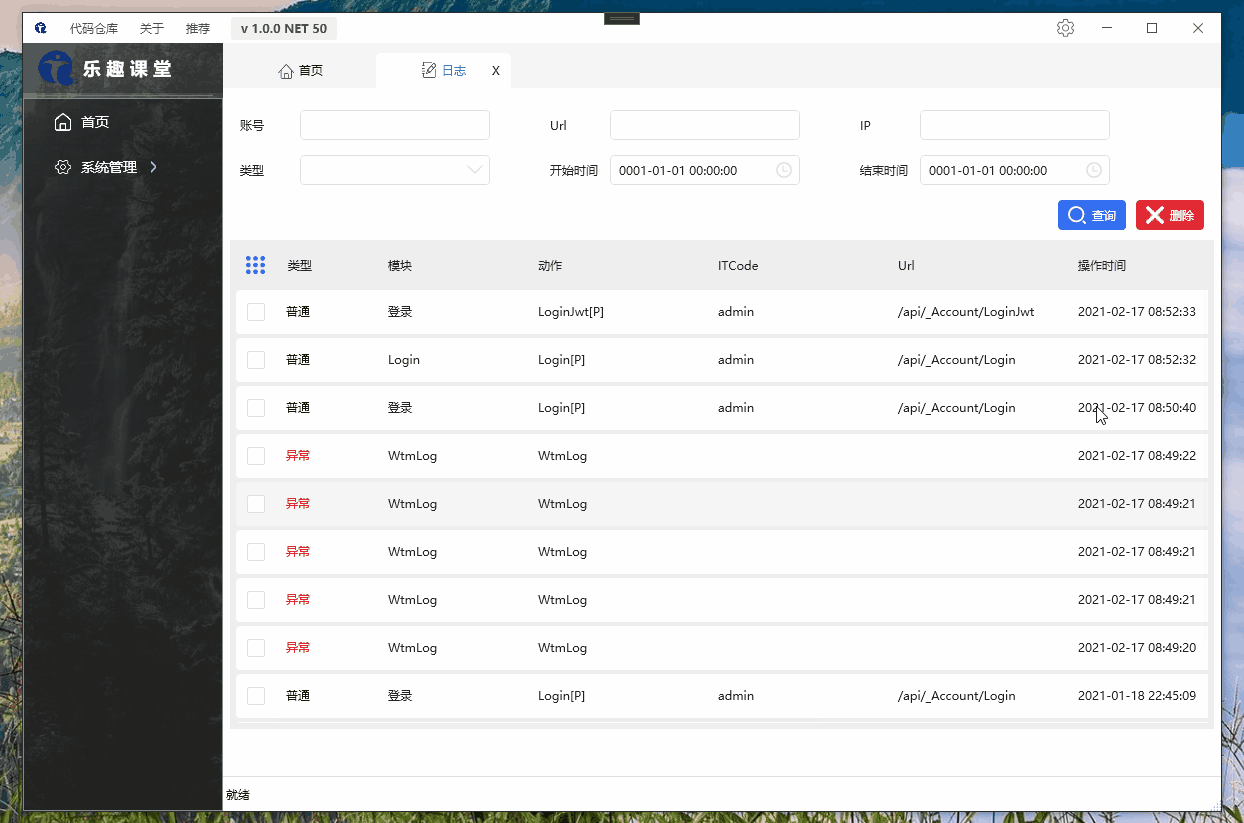 代码仓库 关于 推荐 v 1.0.0 NET 50
乐趣课堂
首页 日志 X
首页
系统管理
账号 Url IP
类型 开始时间 0001-01-01 00:00:00 结束时间 0001-01-01 00:00:00
查询 删除
类型 模块 动作 ITCode Url 操作时间
普通 登录 LoginJwt[P] admin /api/_Account/LoginJwt 2021-02-17 08:52:33
普通 Login Login[P] admin /api/_Account/Login 2021-02-17 08:52:32
普通 登录 Login[P] admin /api/_Account/Login 2021-02-17 08:50:40
异常 WtmLog WtmLog 2021-02-17 08:49:22
异常 WtmLog WtmLog 2021-02-17 08:49:21
异常 WtmLog WtmLog 2021-02-17 08:49:21
异常 WtmLog WtmLog 2021-02-17 08:49:21
异常 WtmLog WtmLog 2021-02-17 08:49:20
普通 登录 Login[P] admin /api/_Account/Login 2021-01-18 22:45:09
就绪